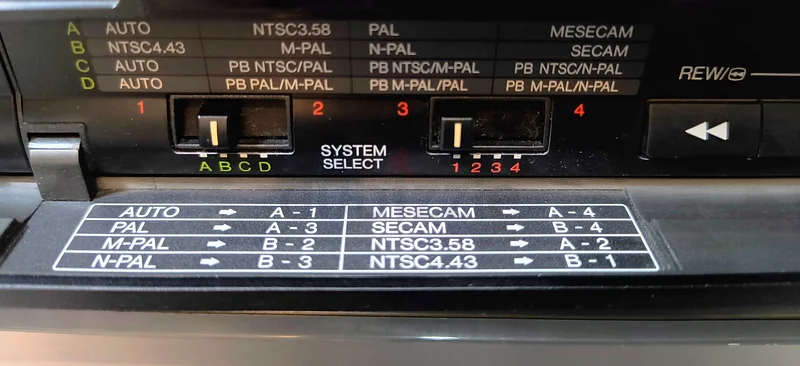 A AUTO NTSC3.58 PAL MESECAM
B NTSC4.43 M-PAL N-PAL SECAM
C AUTO PB NTSC/PAL PB NTSC/M-PAL PB NTSC/N-PAL
D AUTO PB PAL/M-PAL PB M-PAL/PAL PB M-PAL/N-PAL
REW/
1 2 3 4
SYSTEM
SELECT
A B C D
1 2 3 4
AUTO ➡ A-1 MESECAM ➡ A-4
PAL ➡ A-3 SECAM ➡ B-4
M-PAL ➡ B-2 NTSC3.58 ➡ A-2
N-PAL ➡ B-3 NTSC4.43 ➡ B-1